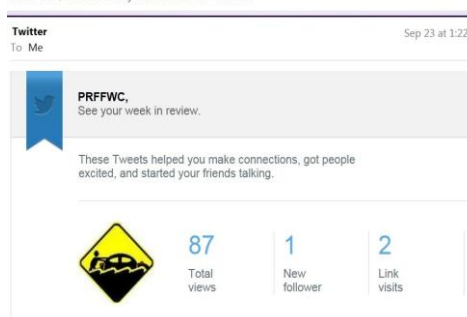 Twitter
Sep 23 at 1:22
To Me
PRFFWC,
See your week in review.
These Tweets helped you make connections, got people
excited, and started your friends talking.
87
1
2
Total
views
New
follower
Link
visits